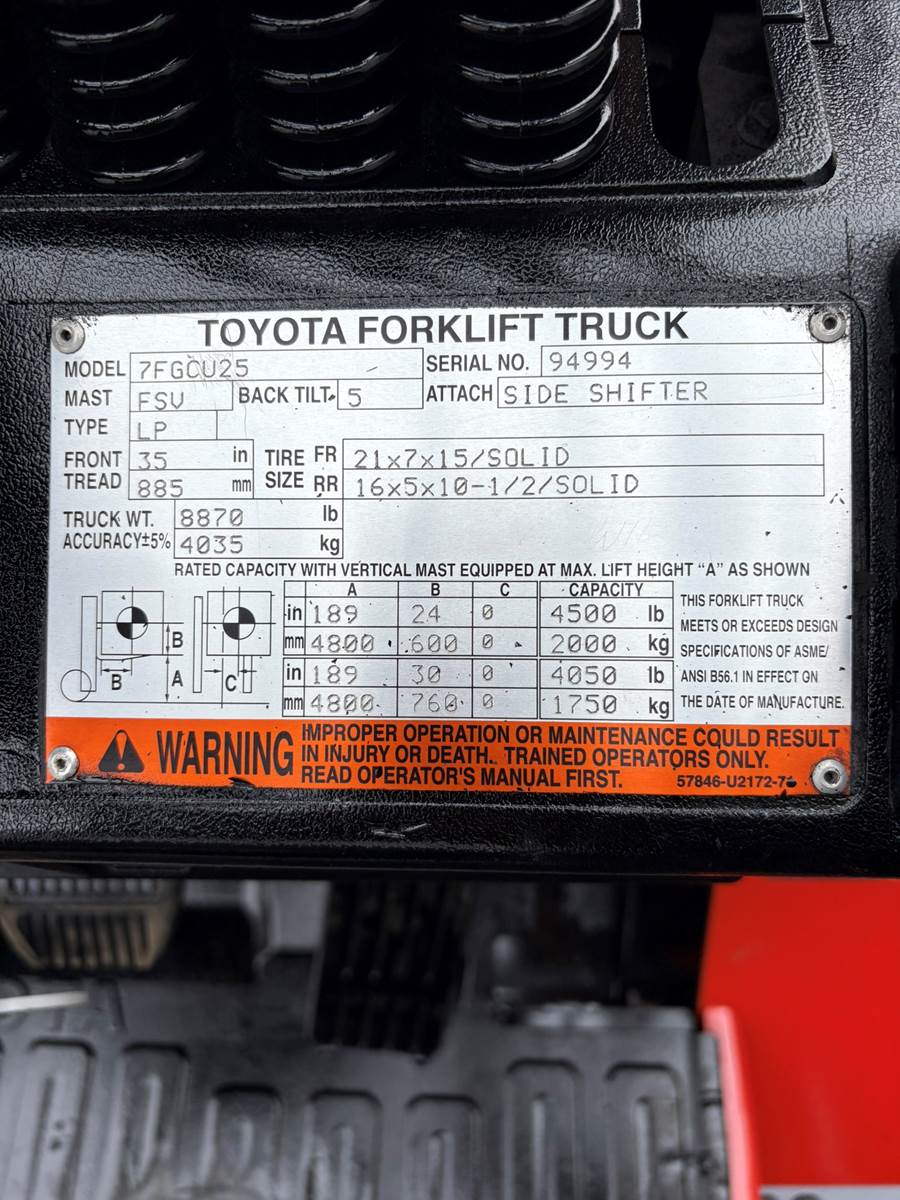 TOYOTA FORKLIFT TRUCK
MODEL 7FGCU25 SERIAL NO. 94994
MAST FSV BACK TILT 5 ATTACH SIDE SHIFTER
TYPE LP
FRONT TREAD 35 in TIRE SIZE FR 21x7x15/SOLID
885 mm RR 16x5x10-1/2/SOLID
TRUCK WT. 8870 lb
ACCURACY±5% 4035 kg
RATED CAPACITY WITH VERTICAL MAST EQUIPPED AT MAX. LIFT HEIGHT "A" AS SHOWN
A B C CAPACITY
in 189 24 0 4500 lb
mm 4800 600 0 2000 kg
in 189 30 0 4050 lb
mm 4800 760 0 1750 kg
B
B A C
THIS FORKLIFT TRUCK
MEETS OR EXCEEDS DESIGN
SPECIFICATIONS OF ASME/
ANSI B56.1 IN EFFECT ON
THE DATE OF MANUFACTURE.
WARNING
IMPROPER OPERATION OR MAINTENANCE COULD RESULT
IN INJURY OR DEATH. TRAINED OPERATORS ONLY.
READ OPERATOR'S MANUAL FIRST.